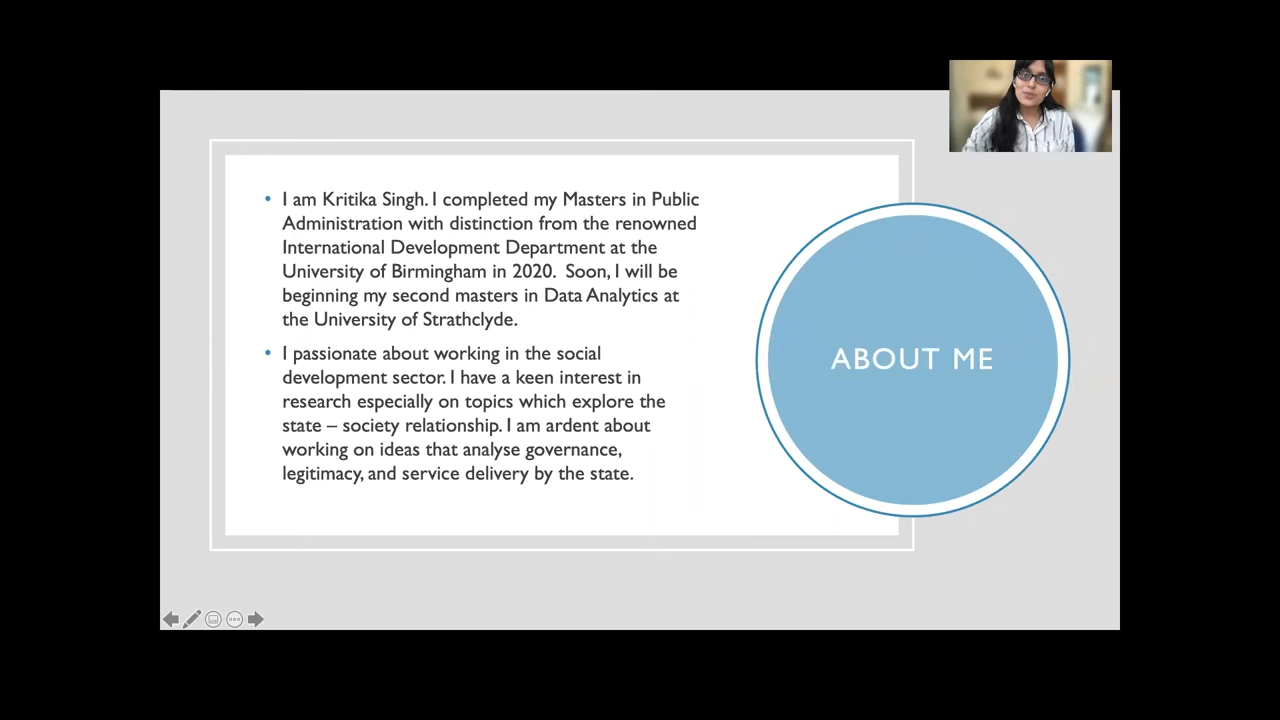 I am Kritika Singh. I completed my Masters in Public
Administration with distinction from the renowned
International Development Department at the
University of Birmingham in 2020.  Soon, I will be
beginning my second masters in Data Analytics at
the University of Strathclyde.
I passionate about working in the social
development sector. I have a keen interest in
research especially on topics which explore the
state – society relationship. I am ardent about
working on ideas that analyse governance,
legitimacy, and service delivery by the state.
ABOUT ME